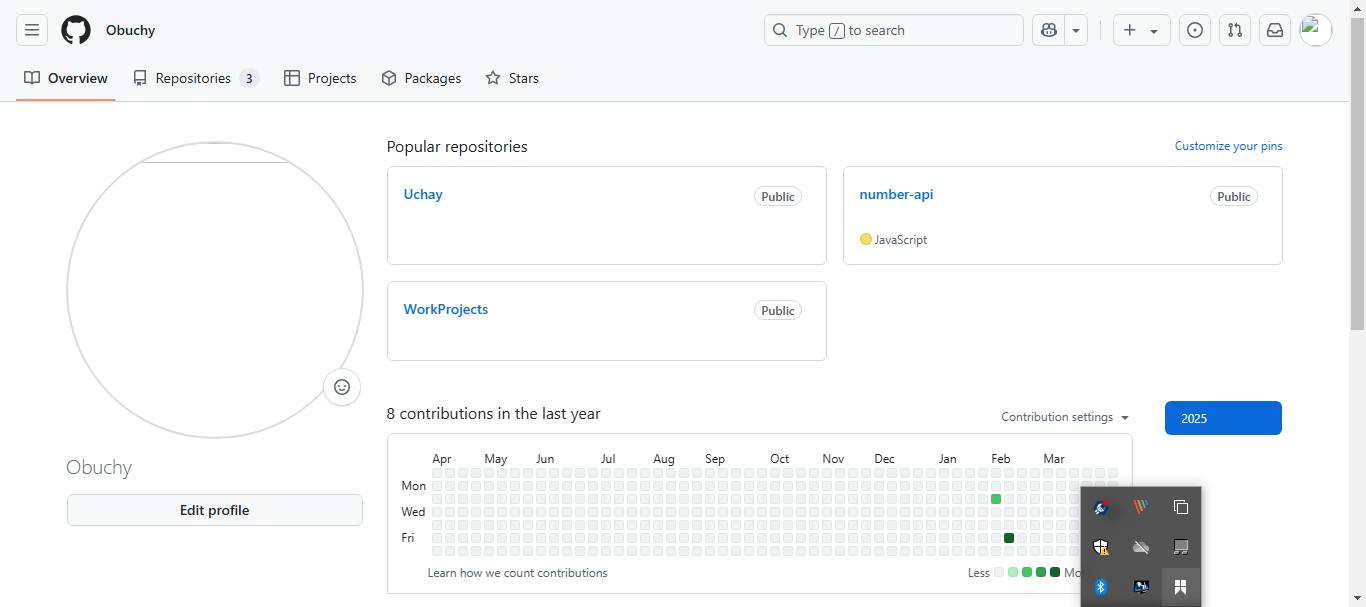 Obuchy
Type / to search
Overview
Repositories 3
Projects
Packages
Stars
Popular repositories
Customize your pins
Uchay
Public
number-api
Public
JavaScript
WorkProjects
Public
Obuchy
Edit profile
8 contributions in the last year
Contribution settings
2025
Apr May Jun Jul Aug Sep Oct Nov Dec Jan Feb Mar
Mon
Wed
Fri
Learn how we count contributions
Less
Mo